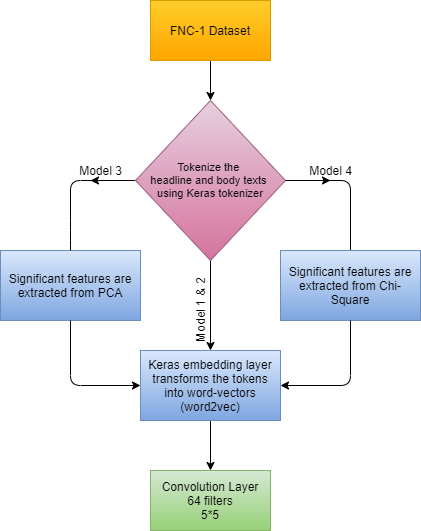 FNC-1 Dataset
Tokenize the
headline and body texts
using Keras tokenizer
Model 3
Model 4
Significant features are
extracted from PCA
Model 1 & 2
Significant features are
extracted from Chi-
Square
Keras embedding layer
transforms the tokens
into word-vectors
(word2vec)
Convolution Layer
64 filters
5*5